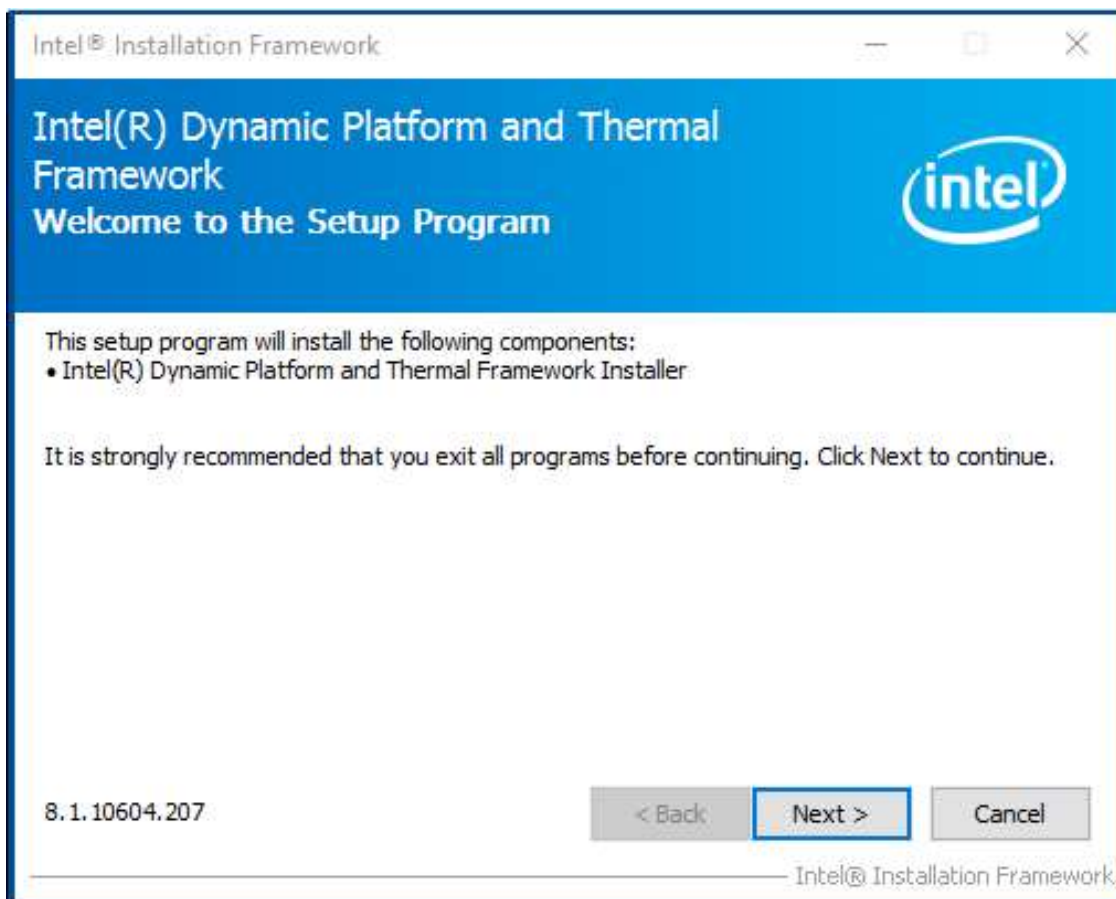 Intel® Installation Framework
Intel(R) Dynamic Platform and Thermal
Framework
Welcome to the Setup Program
intel
This setup program will install the following components:
• Intel(R) Dynamic Platform and Thermal Framework Installer
It is strongly recommended that you exit all programs before continuing. Click Next to continue.
8.1.10604.207
< Back Next > Cancel
Intel® Installation Framework